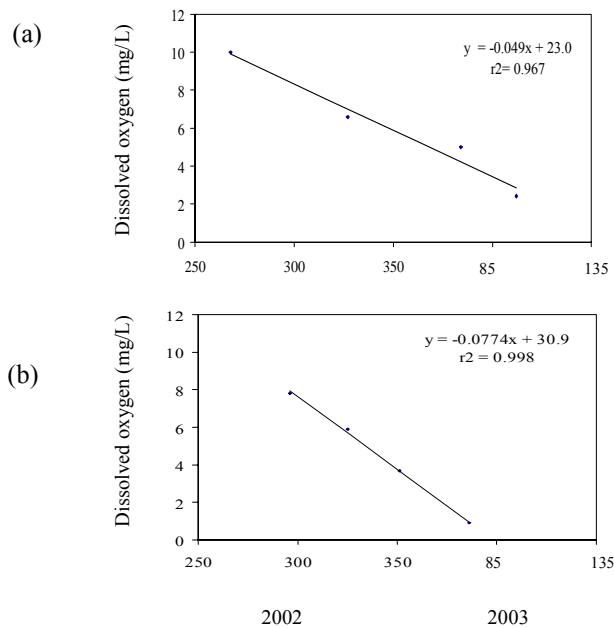 (a)
Dissolved oxygen (mg/L)
12
10
8
6
4
2
0
y = -0.049x + 23.0
r2= 0.967
250 300 350 85 135
(b)
Dissolved oxygen (mg/L)
12
10
8
6
4
2
0
y = -0.0774x + 30.9
r2 = 0.998
250 300 350 85 135
2002 2003